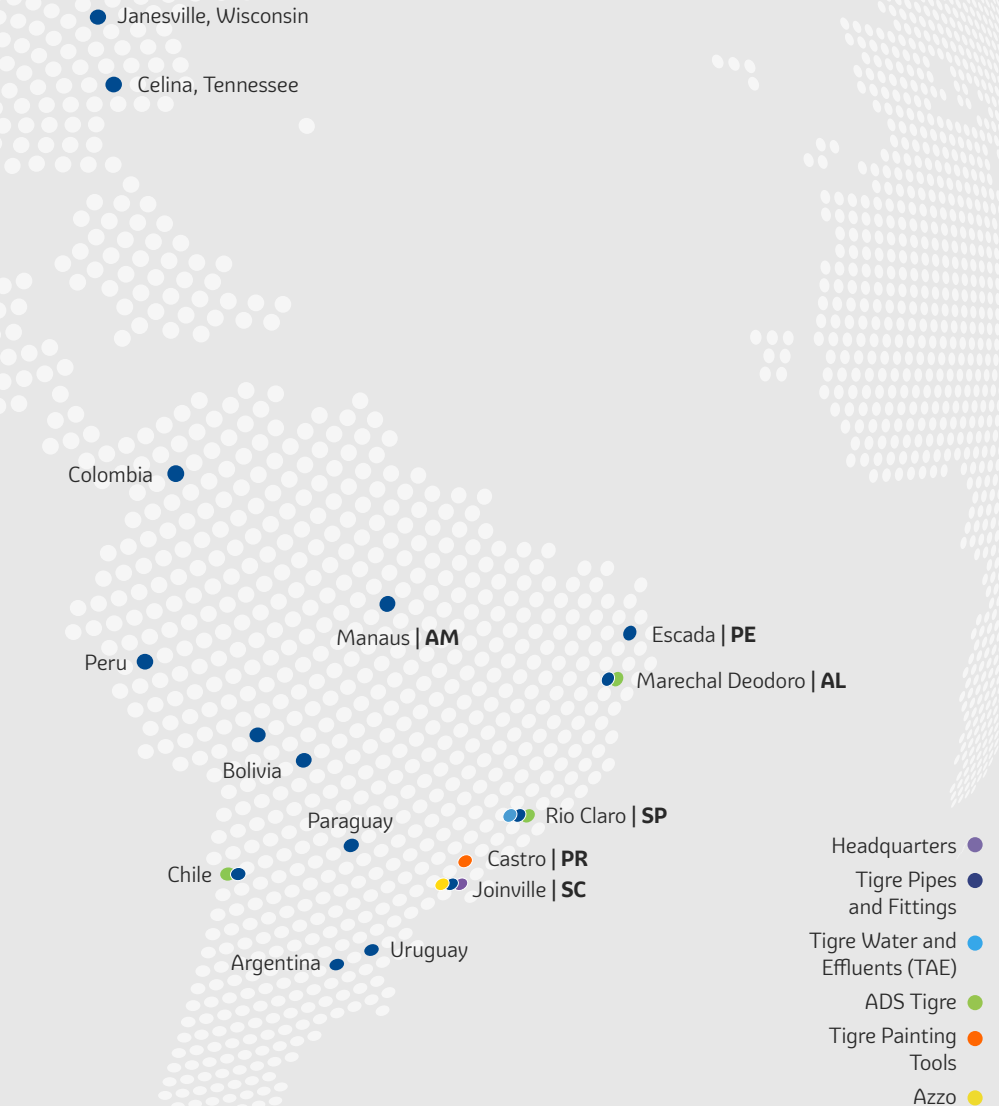 Janesville, Wisconsin
Celina, Tennessee
Colombia
Manaus | AM
Escada | PE
Peru
Marechal Deodoro | AL
Bolivia
Paraguay
Rio Claro | SP
Chile
Castro | PR
Joinville | SC
Uruguay
Argentina
Headquarters
Tigre Pipes
and Fittings
Tigre Water and
Effluents (TAE)
ADS Tigre
Tigre Painting
Tools
Azzo